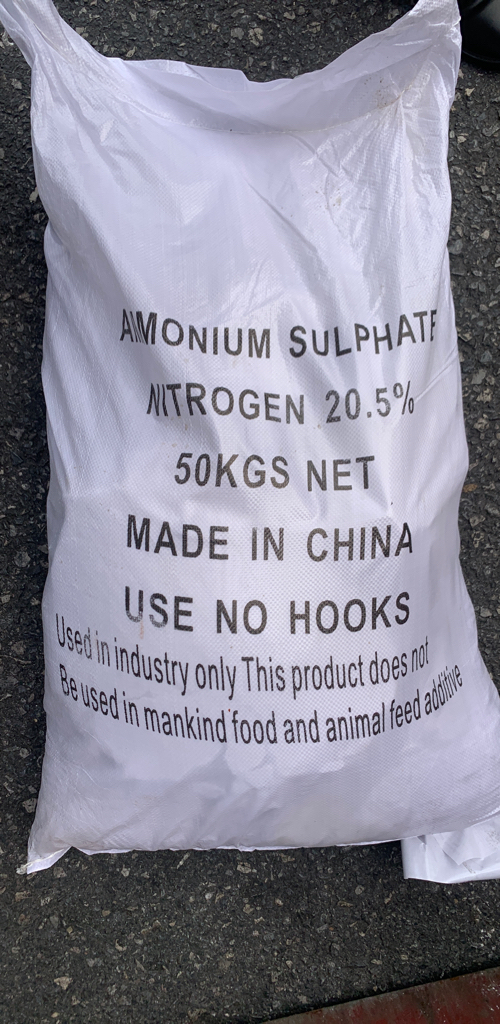 AMMONIUM SULPHATE
NITROGEN 20.5%
50KGS NET
MADE IN CHINA
USE NO HOOKS
Used in industry only This product does not
Be used in mankind food and animal feed additive